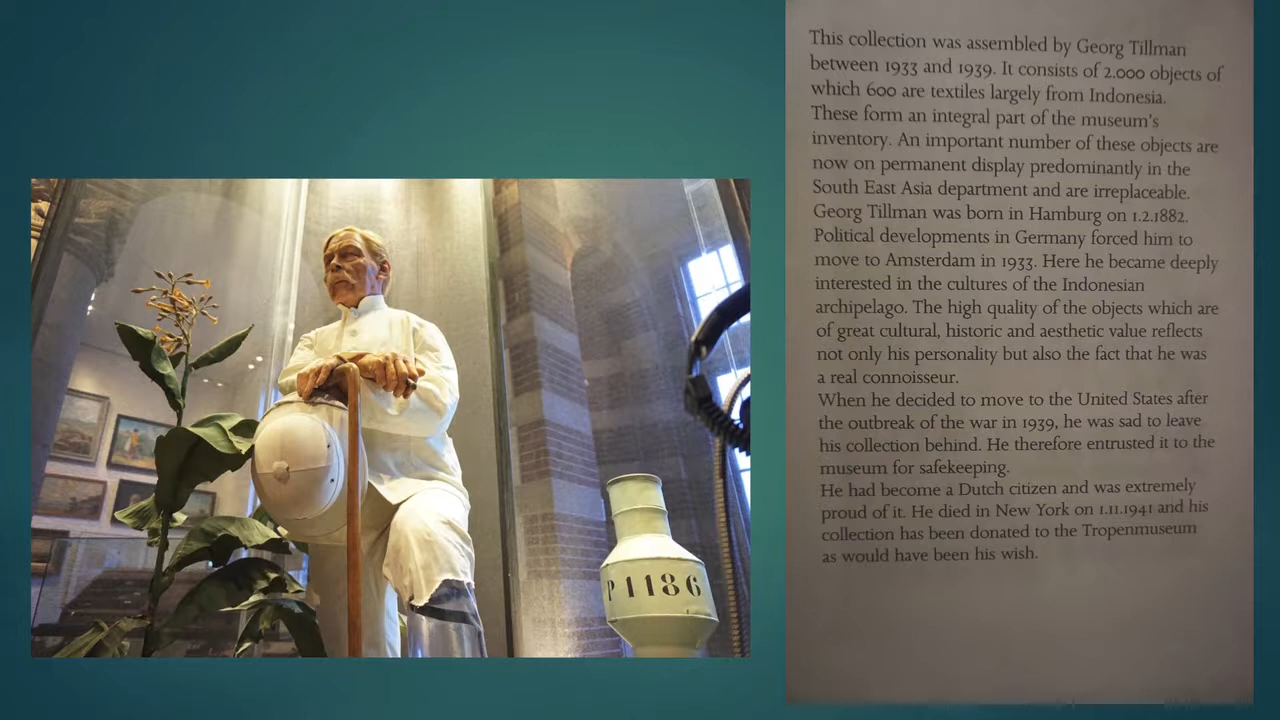 P 1186
This collection was assembled by Georg Tillman
between 1933 and 1939. It consists of 2.000 objects of
which 600 are textiles largely from Indonesia.
These form an integral part of the museum's
inventory. An important number of these objects are
now on permanent display predominantly in the
South East Asia department and are irreplaceable.
Georg Tillman was born in Hamburg on 1.2.1882.
Political developments in Germany forced him to
move to Amsterdam in 1933. Here he became deeply
interested in the cultures of the Indonesian
archipelago. The high quality of the objects which are
of great cultural, historic and aesthetic value reflects
not only his personality but also the fact that he was
a real connoisseur.
When he decided to move to the United States after
the outbreak of the war in 1939, he was sad to leave
his collection behind. He therefore entrusted it to the
museum for safekeeping.
He had become a Dutch citizen and was extremely
proud of it. He died in New York on 1.11.1941 and his
collection has been donated to the Tropenmuseum
as would have been his wish.